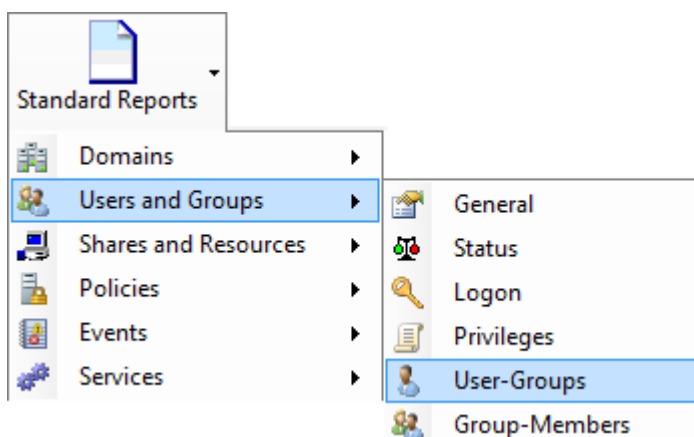 Standard Reports
Domains
Users and Groups
Shares and Resources
Policies
Events
Services
General
Status
Logon
Privileges
User-Groups
Group-Members